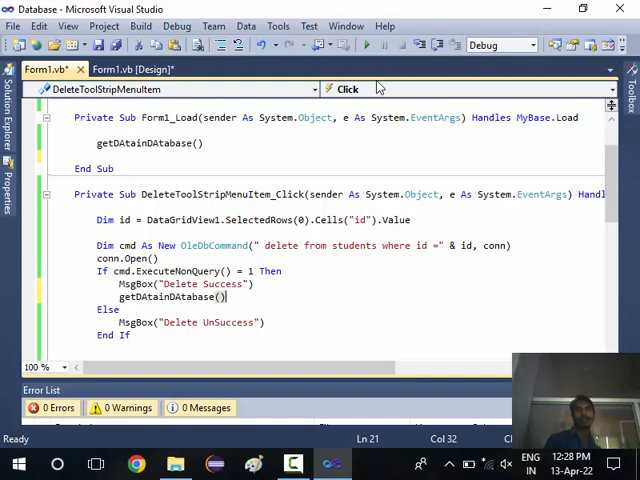 Database - Microsoft Visual Studio
File Edit View Project Build Debug Team Data Tools Test Window Help
Debug
Form1.vb* Form1.vb [Design]*
DeleteToolStripMenuItem Click
Solution Explorer
Properties
Toolbox
Private Sub Form1_Load(sender As System.Object, e As System.EventArgs) Handles MyBase.Load
getDAtainDAtabase()
End Sub
Private Sub DeleteToolStripMenuItem_Click(sender As System.Object, e As System.EventArgs) Handl
Dim id = DataGridView1.SelectedRows(0).Cells("id").Value
Dim cmd As New OleDbCommand(" delete from students where id =" & id, conn)
conn.Open()
If cmd.ExecuteNonQuery() = 1 Then
MsgBox("Delete Success")
getDAtainDAtabase()
Else
MsgBox("Delete UnSuccess")
End If
100 %
Error List
0 Errors 0 Warnings 0 Messages
Ready Ln 21 Col 32
ENG 12:28 PM
IN 13-Apr-22